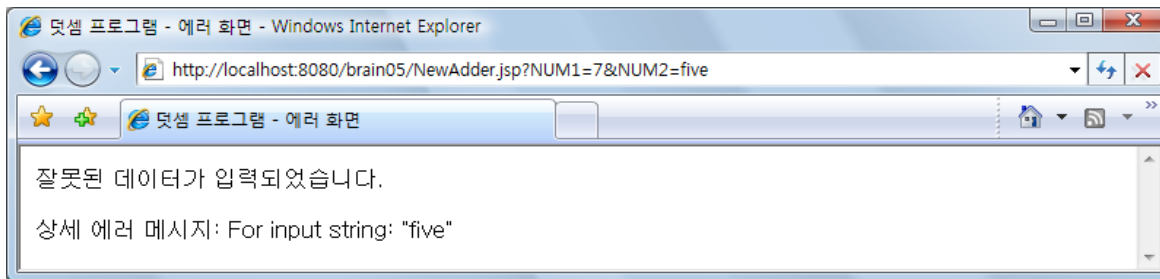 덧셈 프로그램 - 에러 화면 - Windows Internet Explorer
http://localhost:8080/brain05/NewAdder.jsp?NUM1=7&NUM2=five
덧셈 프로그램 - 에러 화면
잘못된 데이터가 입력되었습니다.
상세 에러 메시지: For input string: "five"